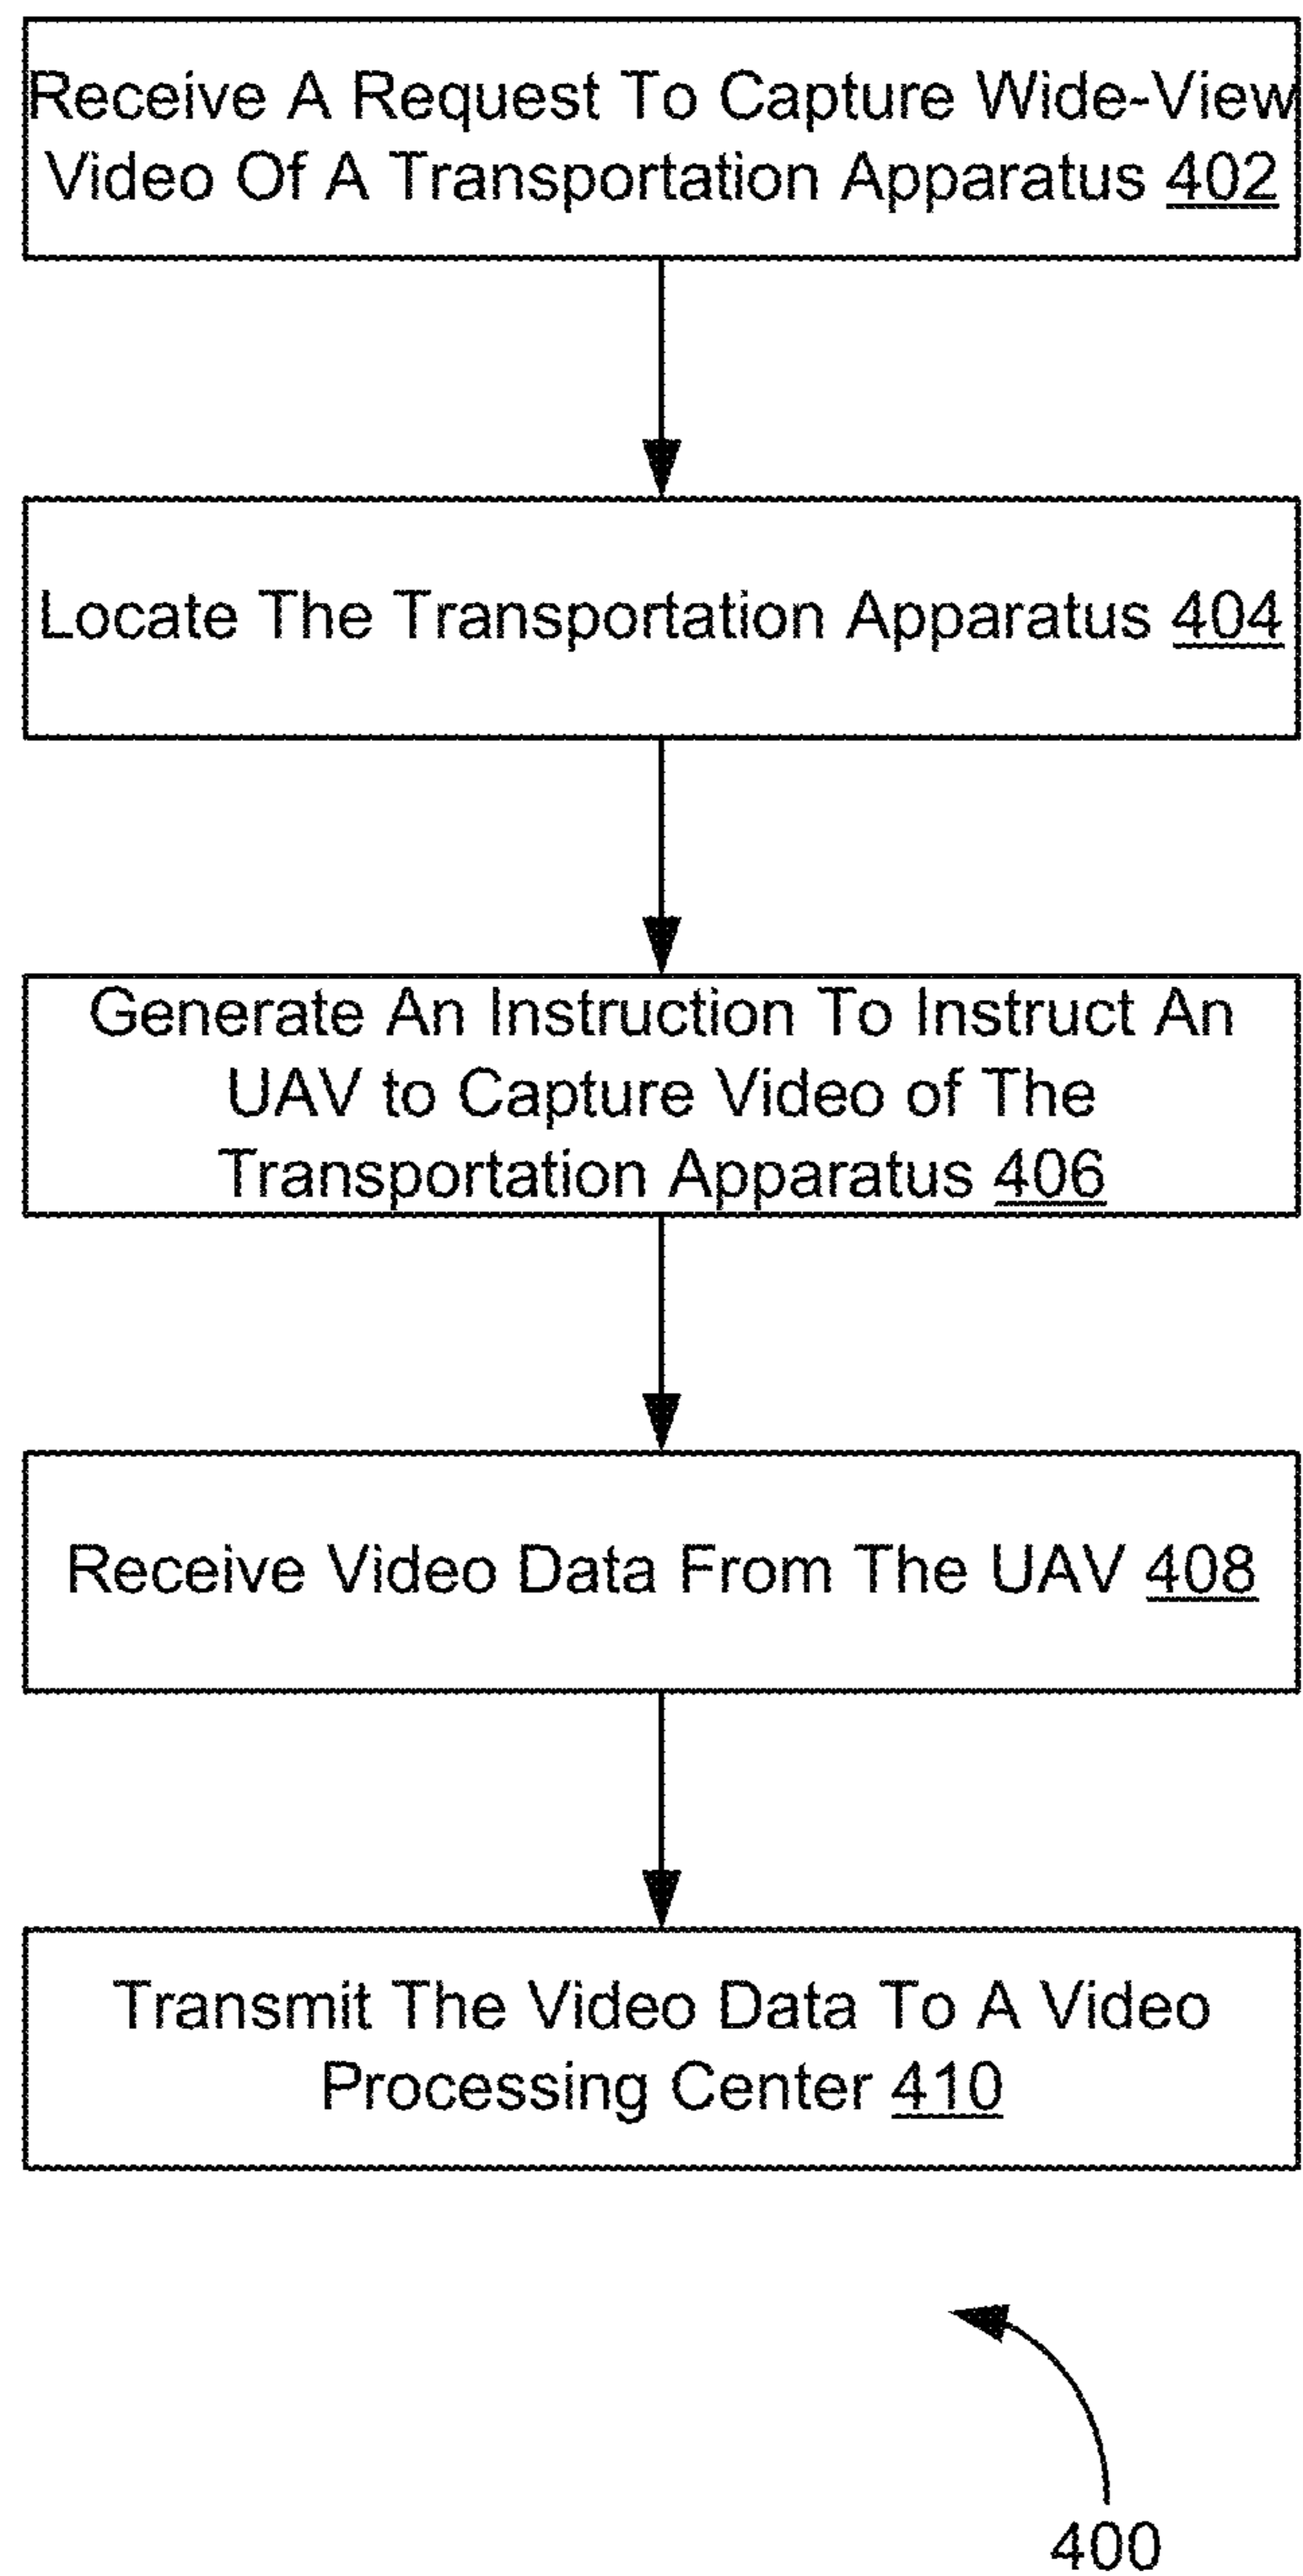 Receive A Request To Capture Wide-View
Video Of A Transportation Apparatus 402
Locate The Transportation Apparatus 404
Generate An Instruction To Instruct An
UAV to Capture Video of The
Transportation Apparatus 406
Receive Video Data From The UAV 408
Transmit The Video Data To A Video
Processing Center 410
400